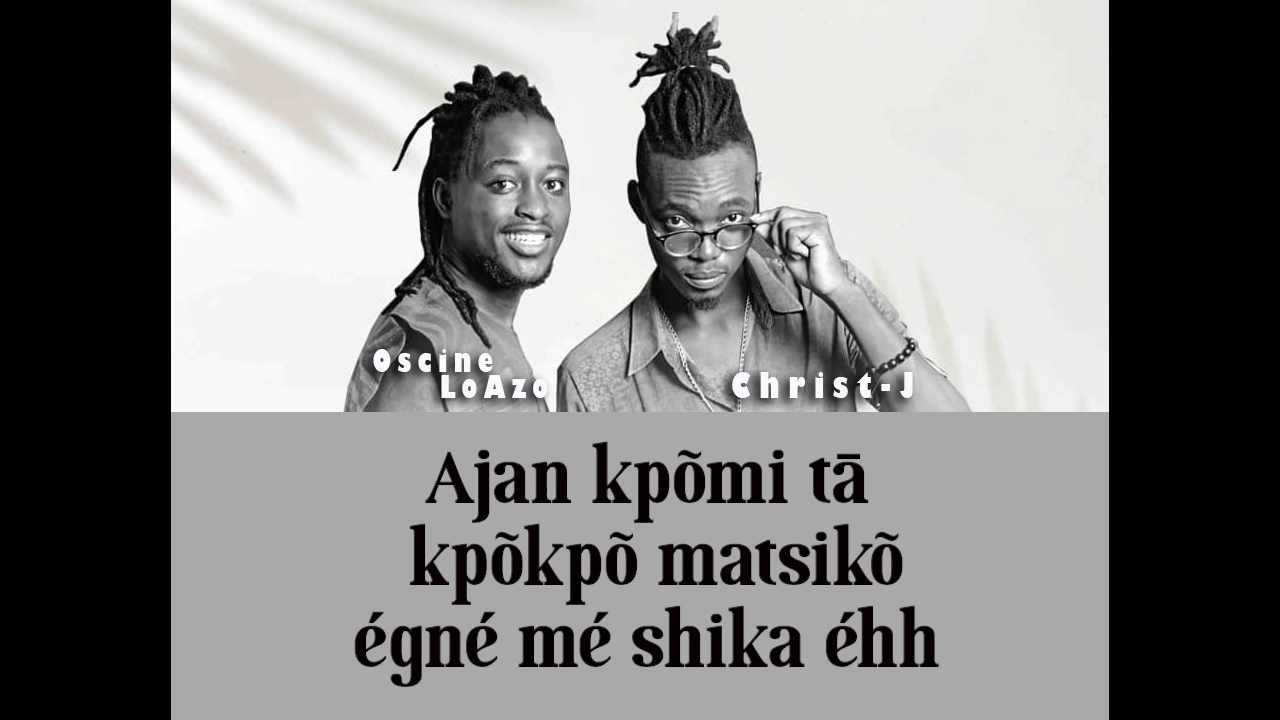 Oscine
LoAzo
Christ-J
Ajan kpõmi tā
kpõkpõ matsikõ
égné mé shika éhh